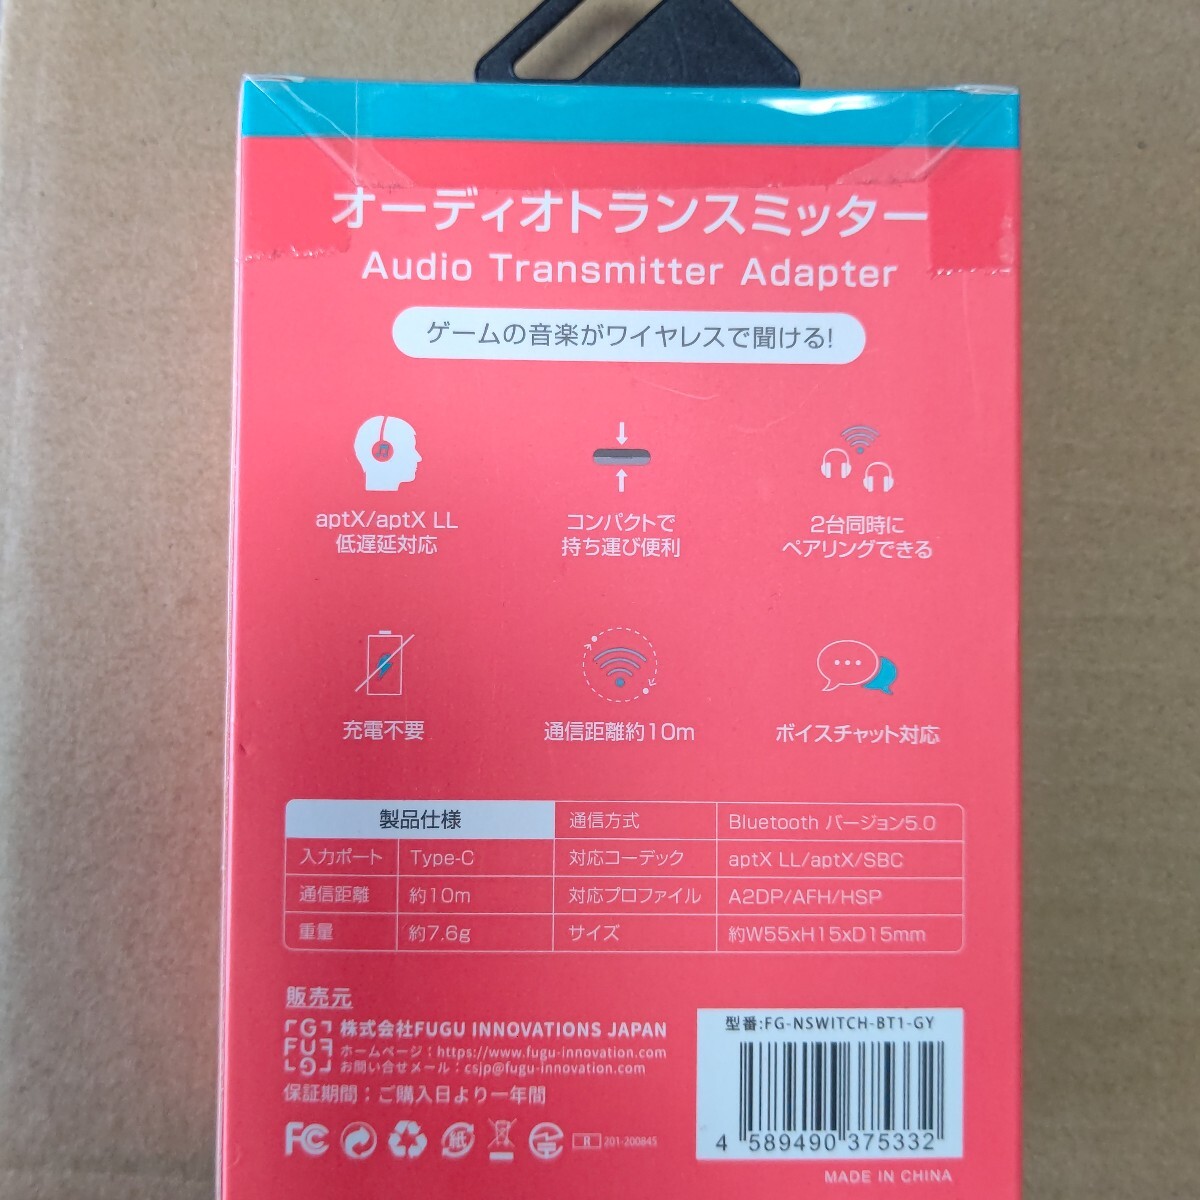 オーディオトランスミッター
Audio Transmitter Adapter
ゲームの音楽がワイヤレスで聞ける!
aptX/aptX LL
低遅延対応
コンパクトで
持ち運び便利
2台同時に
ペアリングできる
充電不要
通信距離約10m
ボイスチャット対応
製品仕様
通信方式
Bluetooth バージョン5.0
入力ポート
Type-C
対応コーデック
aptX LL/aptX/SBC
通信距離
約10m
対応プロファイル
A2DP/AFH/HSP
重量
約7.6g
サイズ
約W55xH15xD15mm
販売元
FUGU
株式会社FUGU INNOVATIONS JAPAN
ホームページ：https://www.fugu-innovation.com
お問い合せメール：csjp@fugu-innovation.com
保証期間：ご購入日より一年間
FC
紙
R 201-200845
型番:FG-NSWITCH-BT1-GY
4 589490 375332
MADE IN CHINA